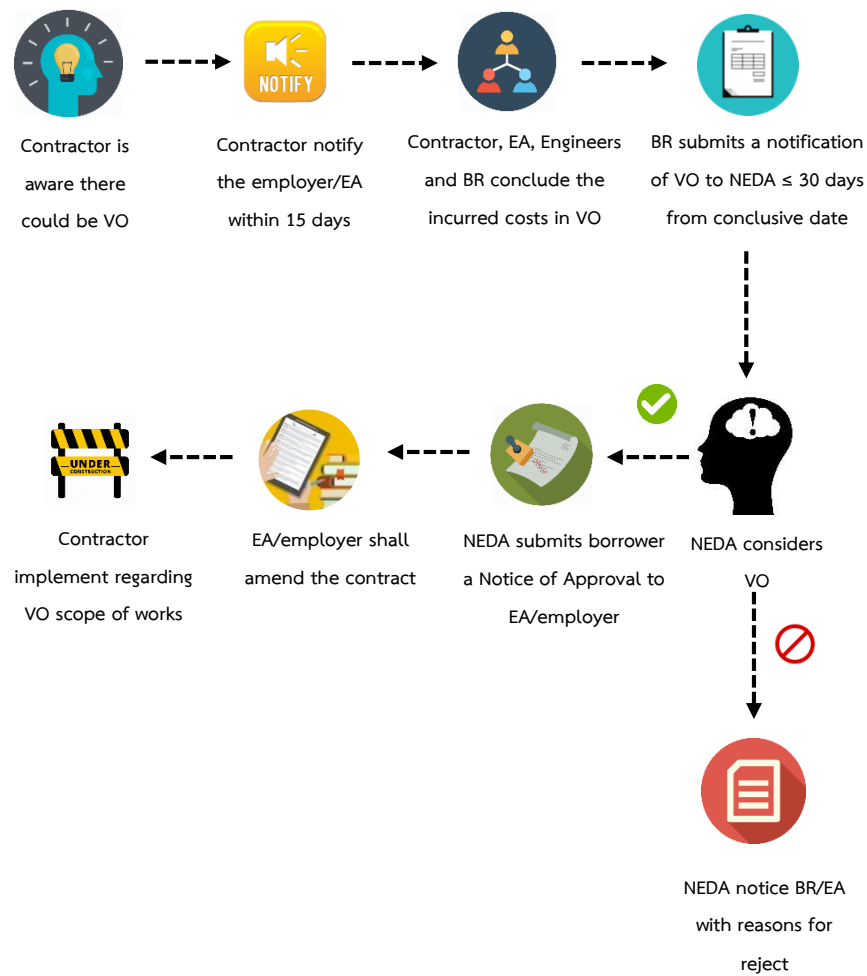 NOTIFY
Contractor is
aware there
could be VO
Contractor notify
the employer/EA
within 15 days
Contractor, EA, Engineers
and BR conclude the
incurred costs in VO
BR submits a notification
of VO to NEDA ≤ 30 days
from conclusive date
UNDER
CONSTRUCTION
Contractor
implement regarding
VO scope of works
EA/employer shall
amend the contract
NEDA submits borrower
a Notice of Approval to
EA/employer
NEDA considers
VO
NEDA notice BR/EA
with reasons for
reject